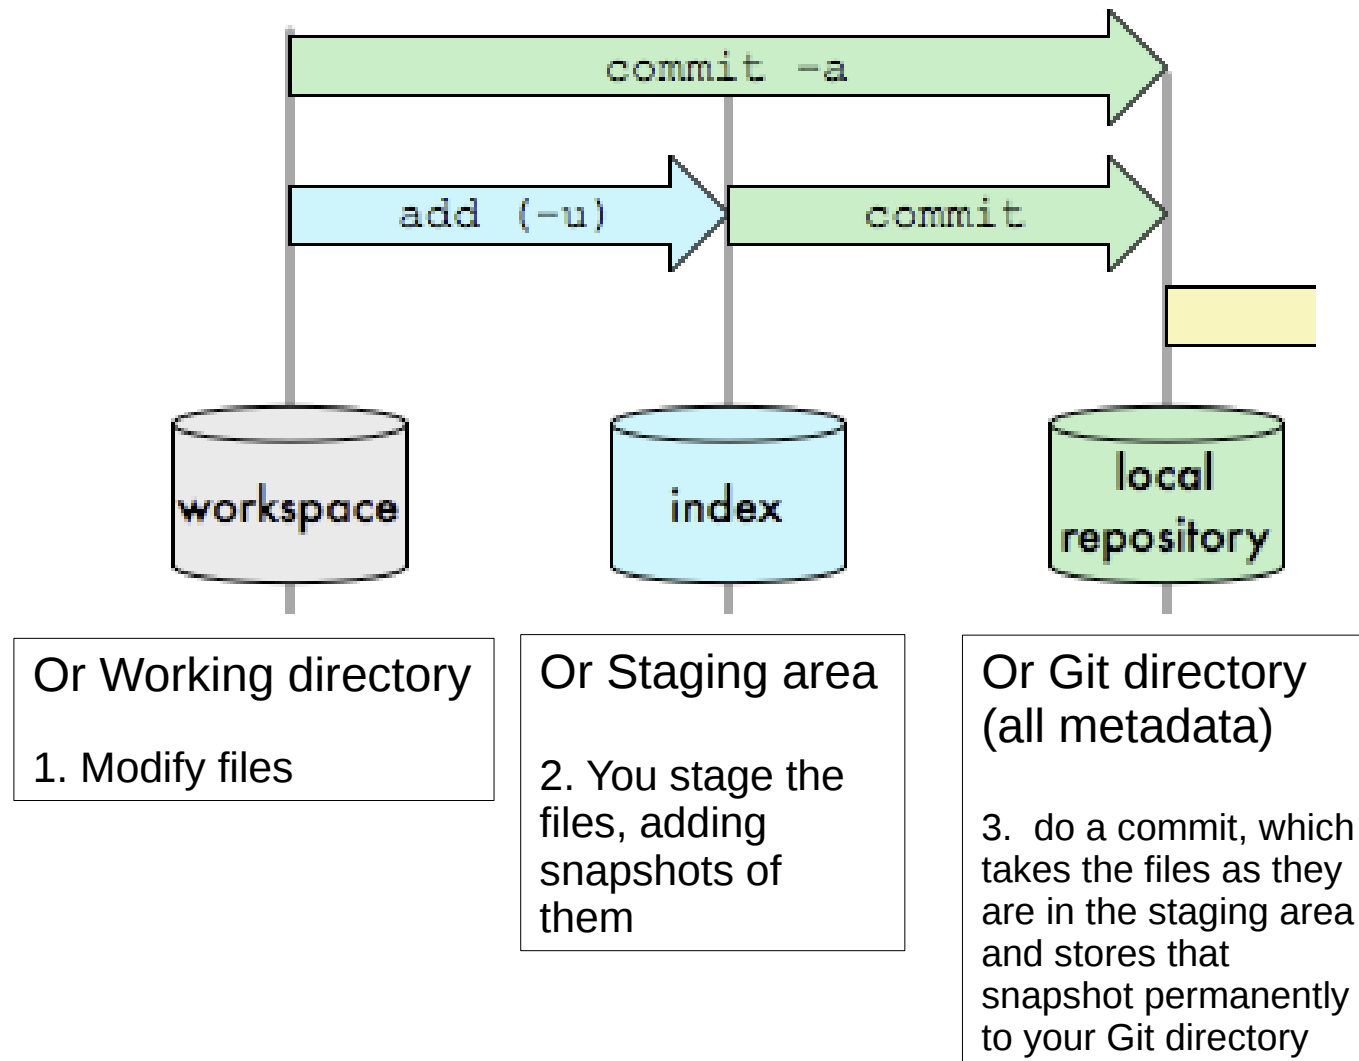 commit -a
add (-u)
commit
workspace
index
local
repository
Or Working directory
1. Modify files
Or Staging area
2. You stage the
files, adding
snapshots of
them
Or Git directory
(all metadata)
3. do a commit, which
takes the files as they
are in the staging area
and stores that
snapshot permanently
to your Git directory